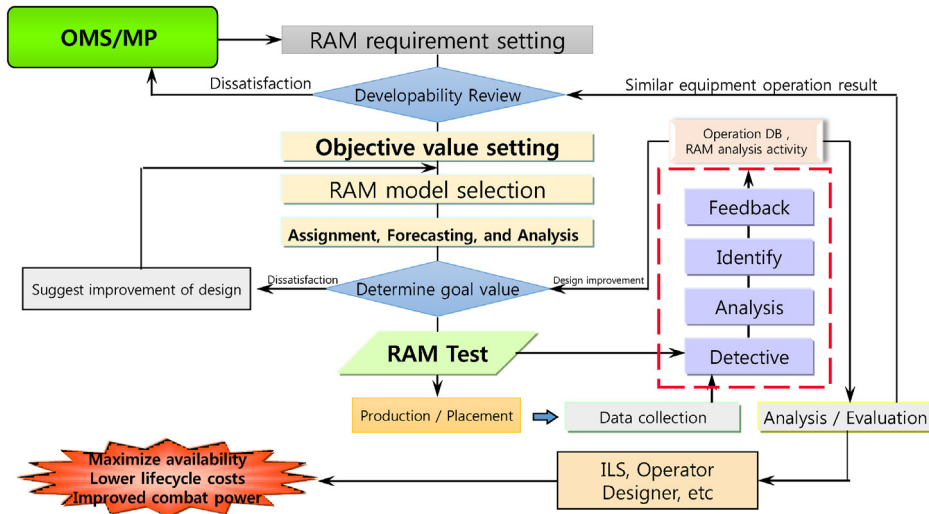 OMS/MP
RAM requirement setting
Dissatisfaction
Developability Review
Similar equipment operation result
Operation DB ,
RAM analysis activity
Objective value setting
RAM model selection
Feedback
Assignment, Forecasting, and Analysis
Identify
Suggest improvement of design
Dissatisfaction
Determine goal value
Design improvement
Analysis
RAM Test
Detective
Production / Placement
Data collection
Analysis / Evaluation
Maximize availability
Lower lifecycle costs
Improved combat power
ILS, Operator
Designer, etc